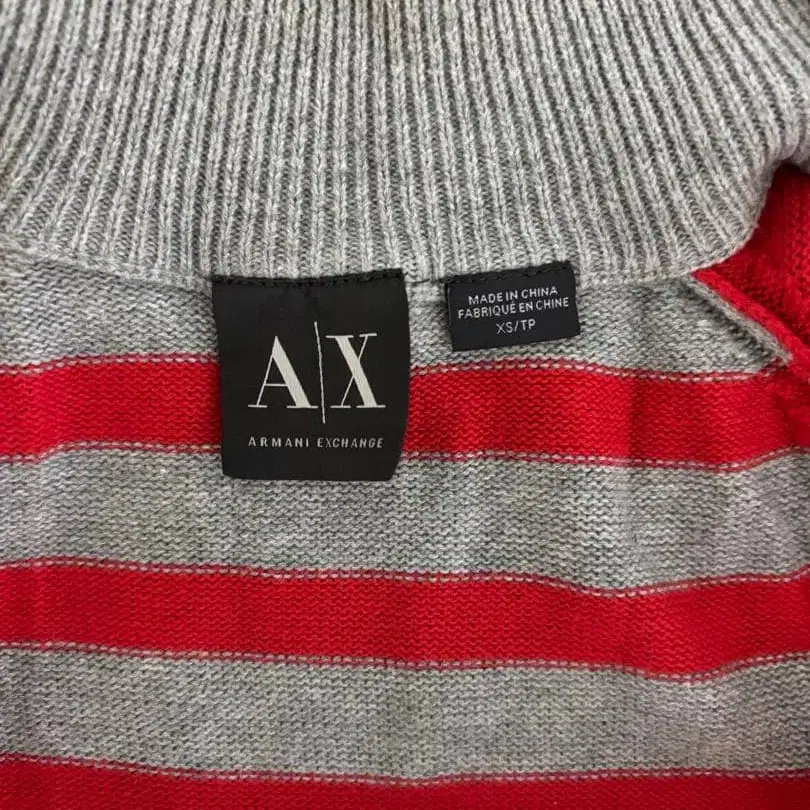 A|X
ARMANI EXCHANGE
MADE IN CHINA
FABRIQUÉ EN CHINE
XS/TP